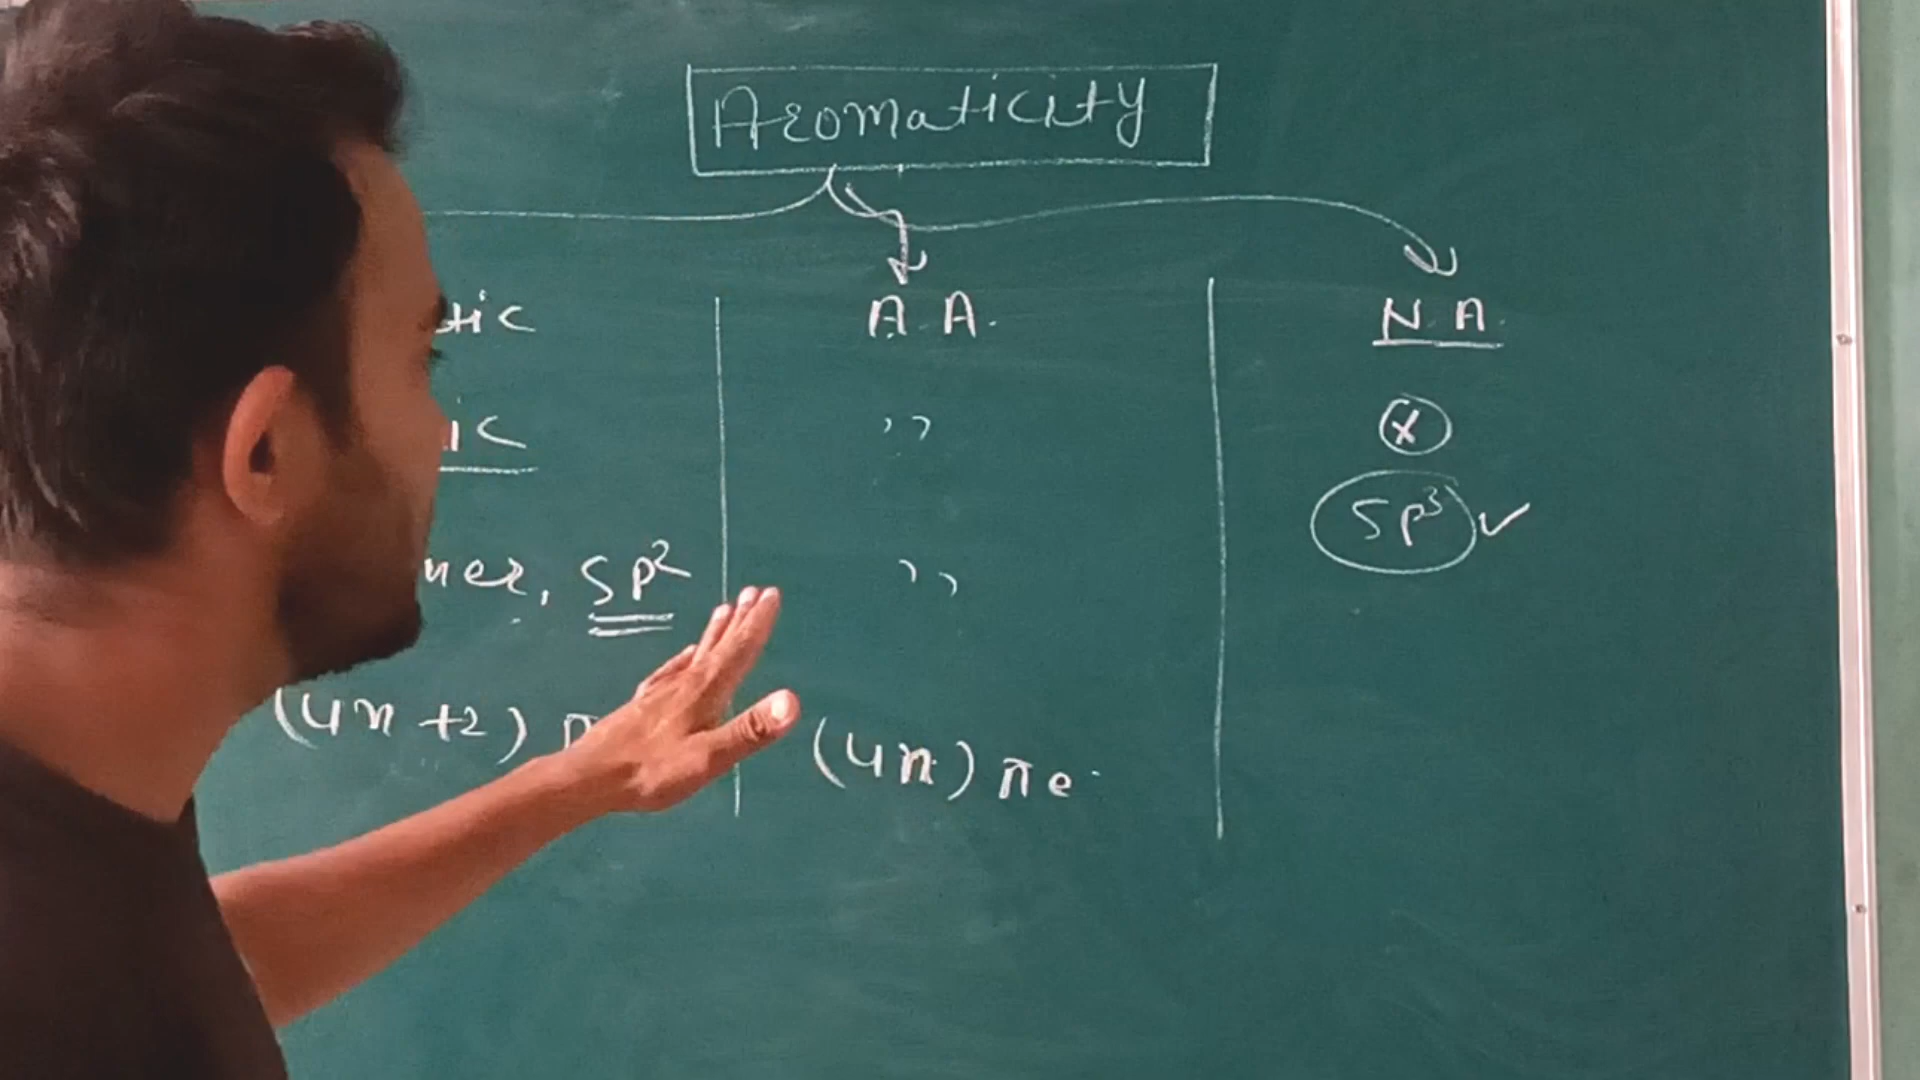 Aromaticity
tic A.A. N.A.
ic ,, x
sp³ ✓
ner, sp² ,,
(4n+2) π (4n) πe⁻